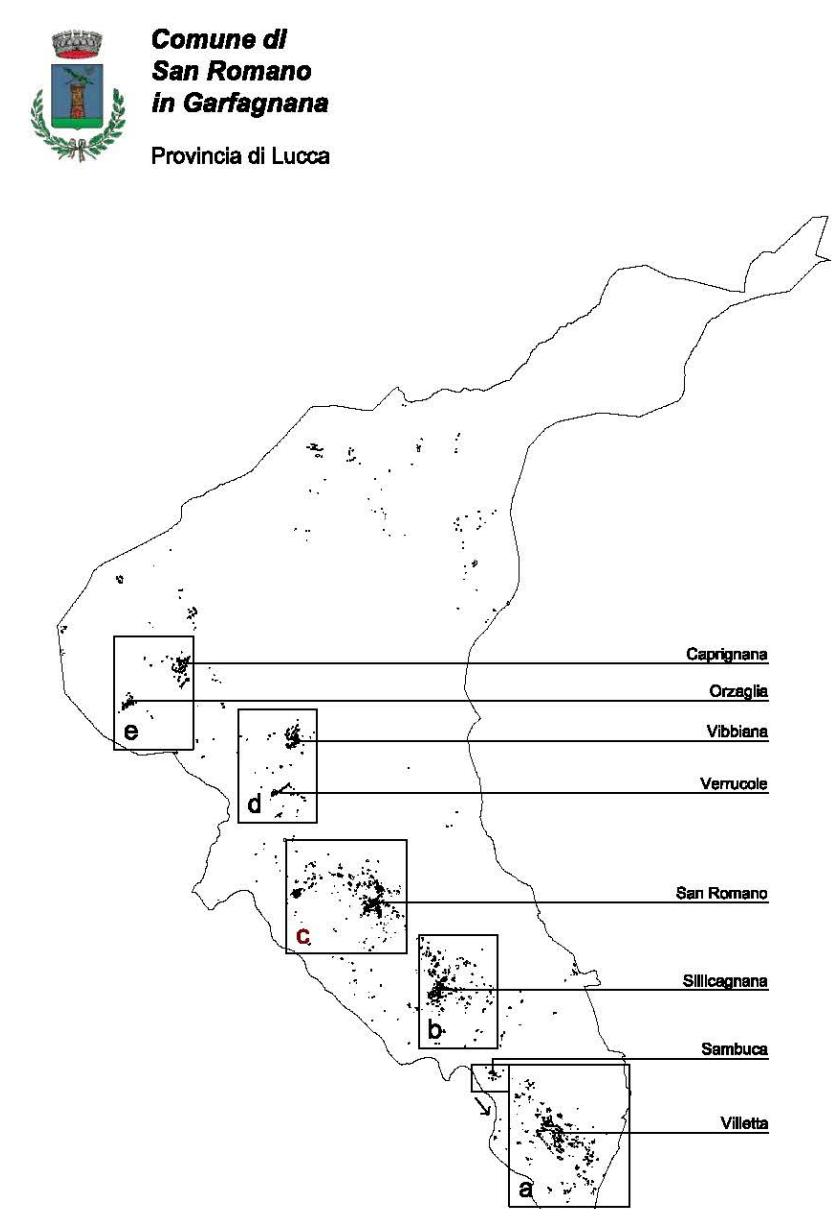 Comune di
San Romano
in Garfagnana
Provincia di Lucca
Caprignana
Orzaglia
e
Vibbiana
Verrucole
d
San Romano
c
Sillicagnana
b
Sambuca
Villetta
a